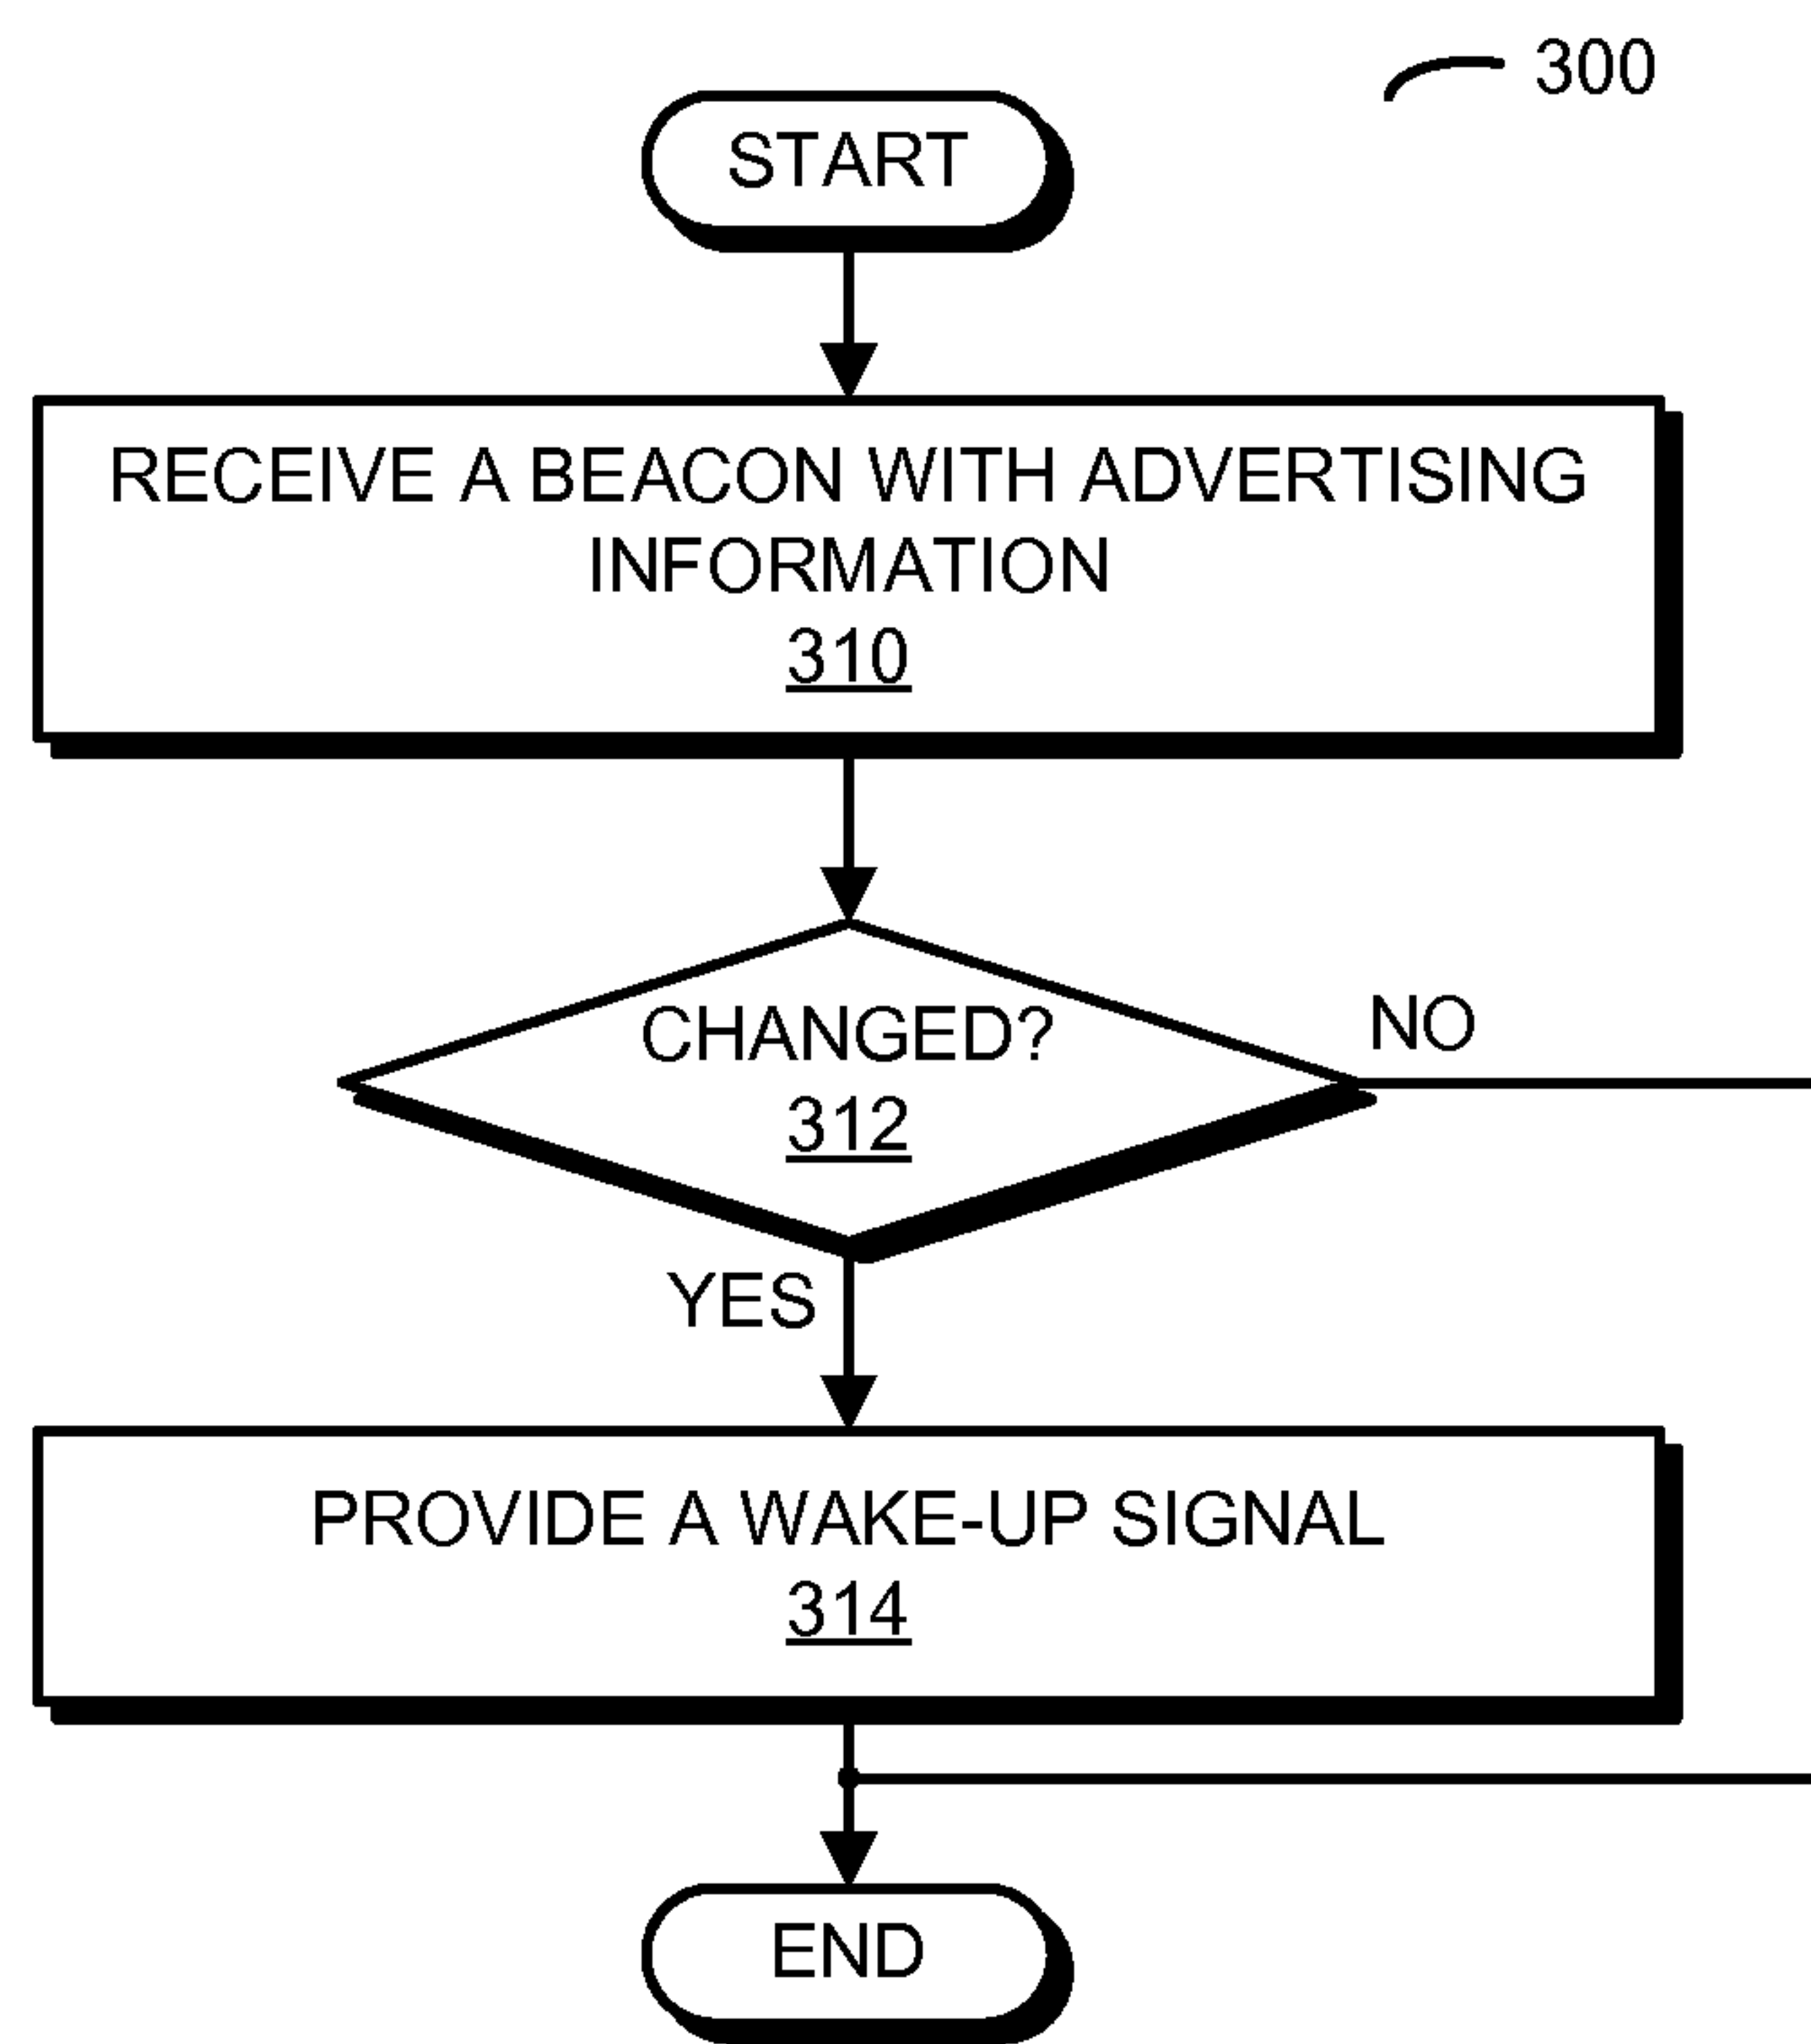 300
START
RECEIVE A BEACON WITH ADVERTISING
INFORMATION
310
CHANGED?
312
NO
YES
PROVIDE A WAKE-UP SIGNAL
314
END